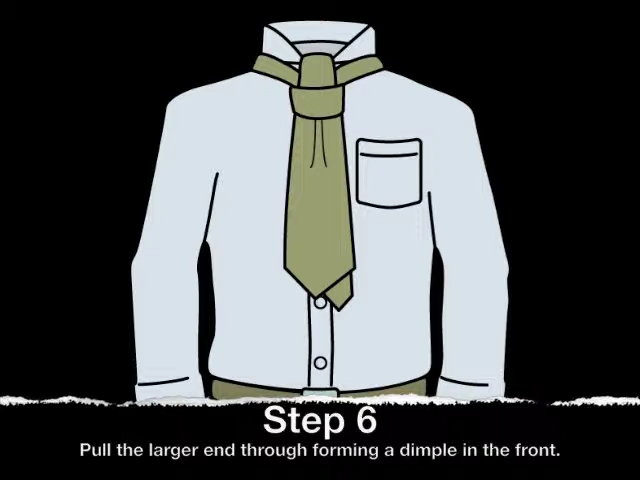 Step 6
Pull the larger end through forming a dimple in the front.